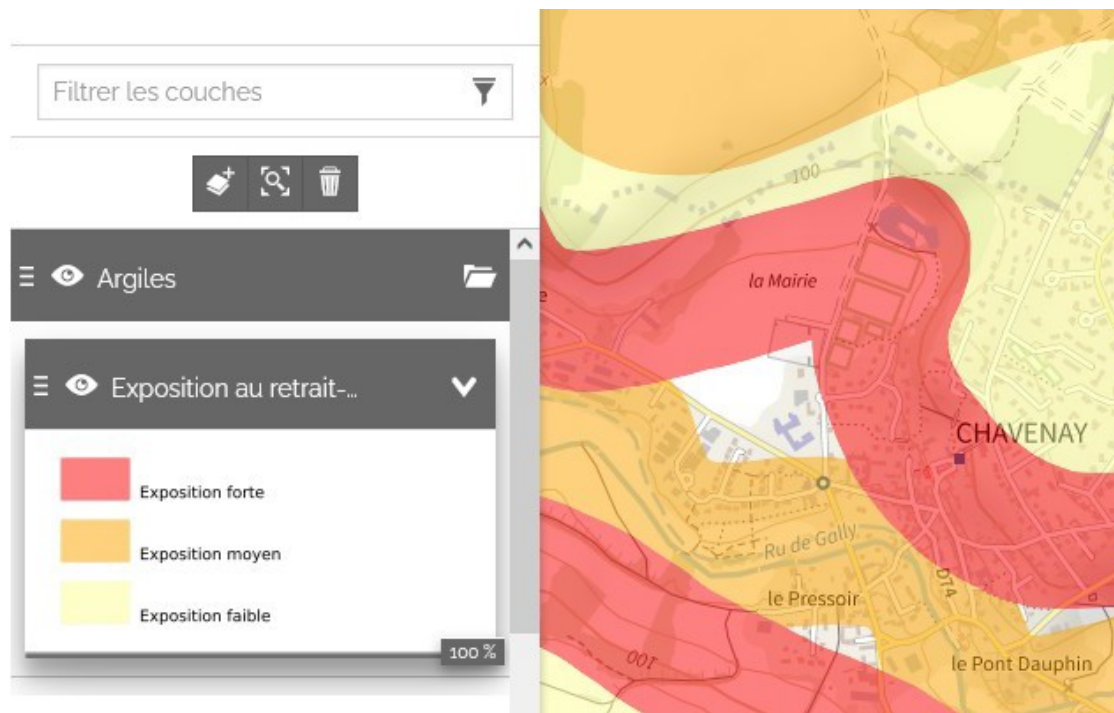 Filtrer les couches
Argiles
Exposition au retrait-...
Exposition forte
Exposition moyen
Exposition faible
100 %
100
la Mairie
CHAVENAY
Ru de Gally
D74
le Pressoir
100
le Pont Dauphin